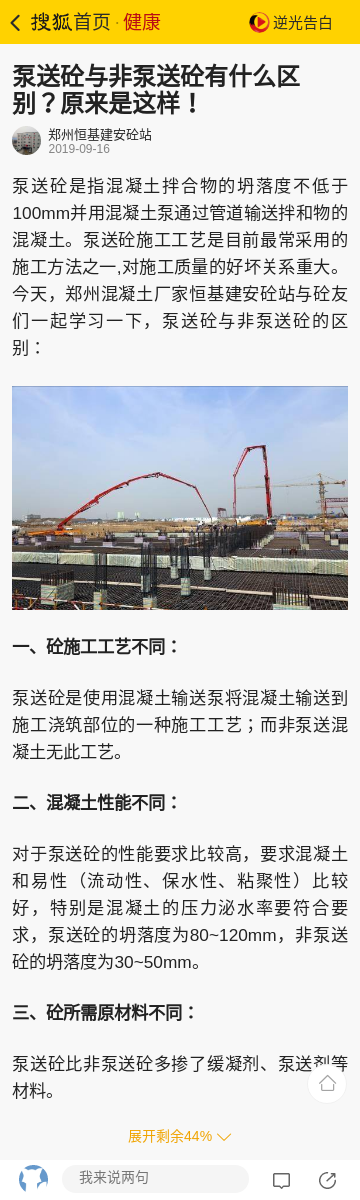 搜狐首页 · 健康
逆光告白
泵送砼与非泵送砼有什么区
别？原来是这样！
郑州恒基建安砼站
2019-09-16
泵送砼是指混凝土拌合物的坍落度不低于
100mm并用混凝土泵通过管道输送拌和物的
混凝土。泵送砼施工工艺是目前最常采用的
施工方法之一,对施工质量的好坏关系重大。
今天，郑州混凝土厂家恒基建安砼站与砼友
们一起学习一下，泵送砼与非泵送砼的区
别：
一、砼施工工艺不同：
泵送砼是使用混凝土输送泵将混凝土输送到
施工浇筑部位的一种施工工艺；而非泵送混
凝土无此工艺。
二、混凝土性能不同：
对于泵送砼的性能要求比较高，要求混凝土
和易性（流动性、保水性、粘聚性）比较
好，特别是混凝土的压力泌水率要符合要
求，泵送砼的坍落度为80~120mm，非泵送
砼的坍落度为30~50mm。
三、砼所需原材料不同：
泵送砼比非泵送砼多掺了缓凝剂、泵送剂等
材料。
展开剩余44%
我来说两句